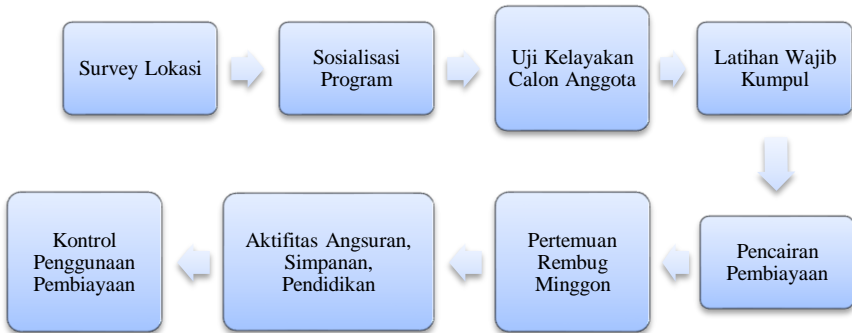 Survey Lokasi
Sosialisasi
Program
Uji Kelayakan
Calon Anggota
Latihan Wajib
Kumpul
Pencairan
Pembiayaan
Pertemuan
Rembug
Minggon
Aktifitas Angsuran,
Simpanan,
Pendidikan
Kontrol
Penggunaan
Pembiayaan